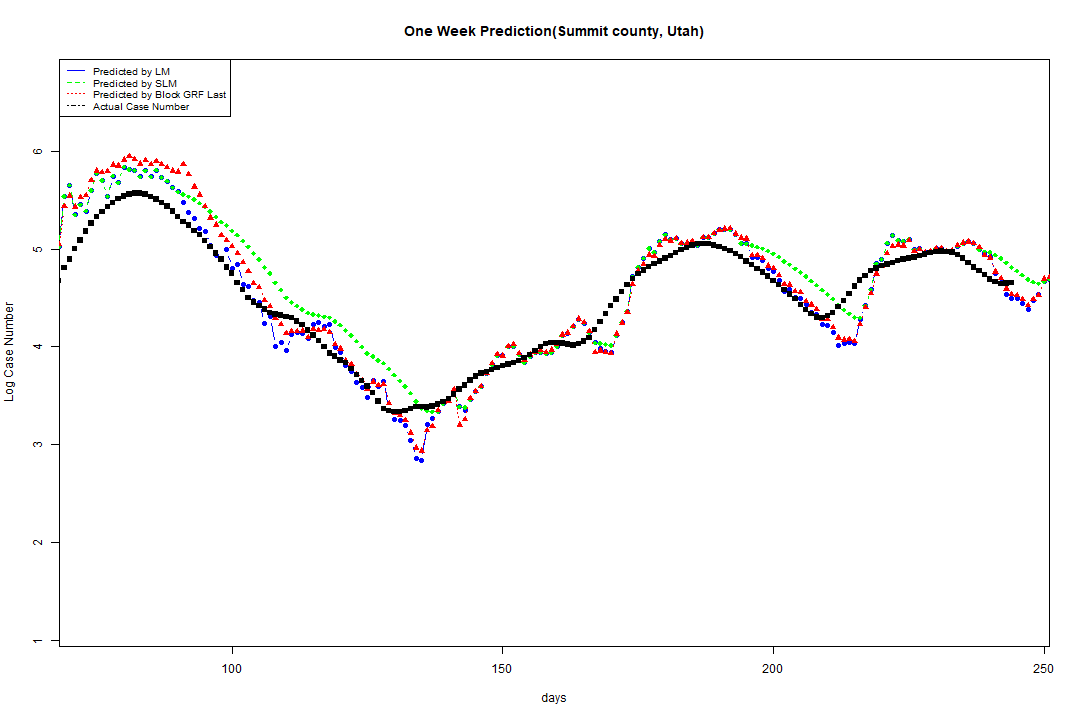 One Week Prediction(Summit county, Utah)
Predicted by LM
Predicted by SLM
Predicted by Block GRF Last
Actual Case Number
6
5
4
3
2
1
Log Case Number
100 150 200 250
days